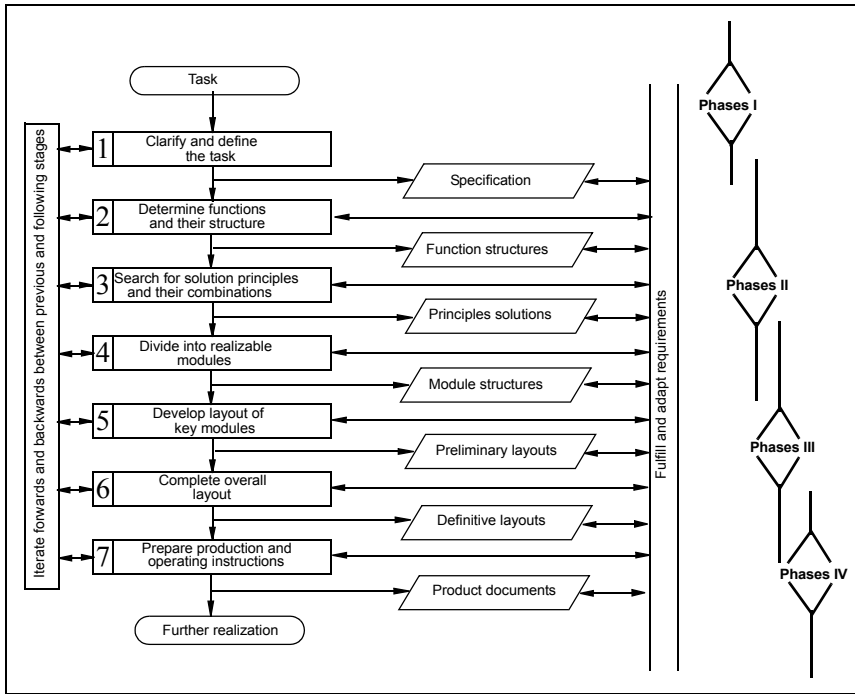 Task
1
Clarify and define
the task
Specification
2
Determine functions
and their structure
Function structures
3
Search for solution principles
and their combinations
Principles solutions
4
Divide into realizable
modules
Module structures
5
Develop layout of
key modules
Preliminary layouts
6
Complete overall
layout
Definitive layouts
7
Prepare production and
operating instructions
Product documents
Further realization
Iterate forwards and backwards between previous and following stages
Fulfill and adapt requirements
Phases I
Phases II
Phases III
Phases IV